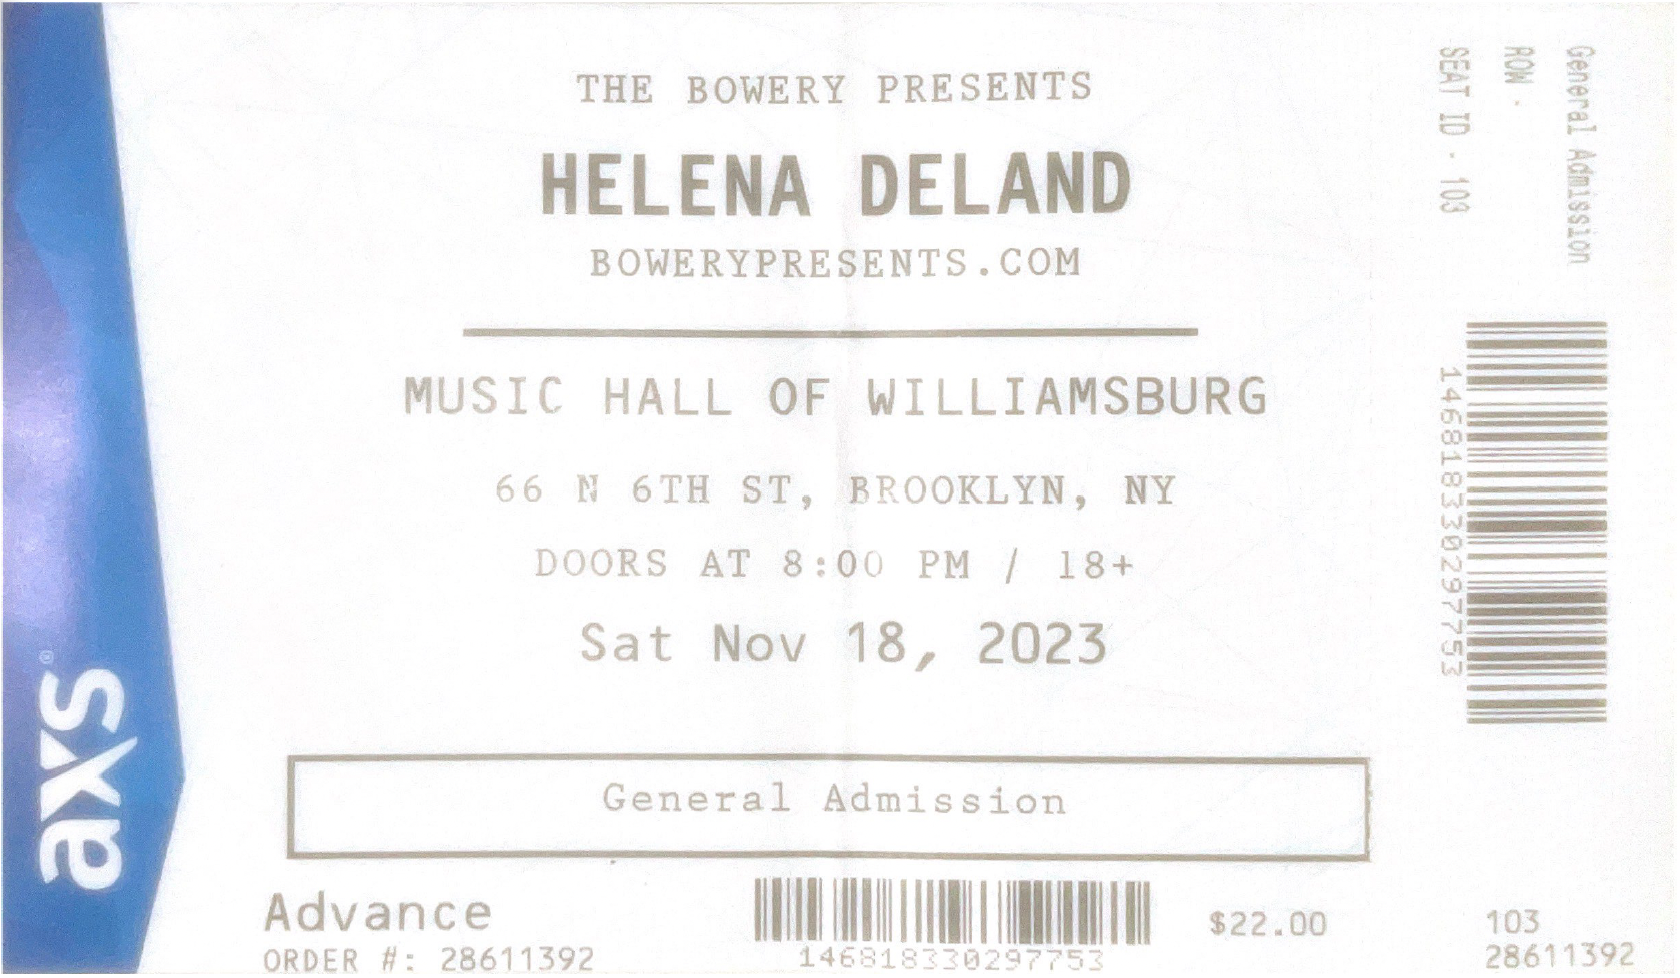 THE BOWERY PRESENTS
HELENA DELAND
BOWERYPRESENTS.COM
MUSIC HALL OF WILLIAMSBURG
66 N 6TH ST, BROOKLYN, NY
DOORS AT 8:00 PM / 18+
Sat Nov 18, 2023
General Admission
Advance
ORDER #: 28611392
146818330297753
$22.00
103
28611392
General Admission
ROW ·
SEAT ID · 103
146818330297753
axs®